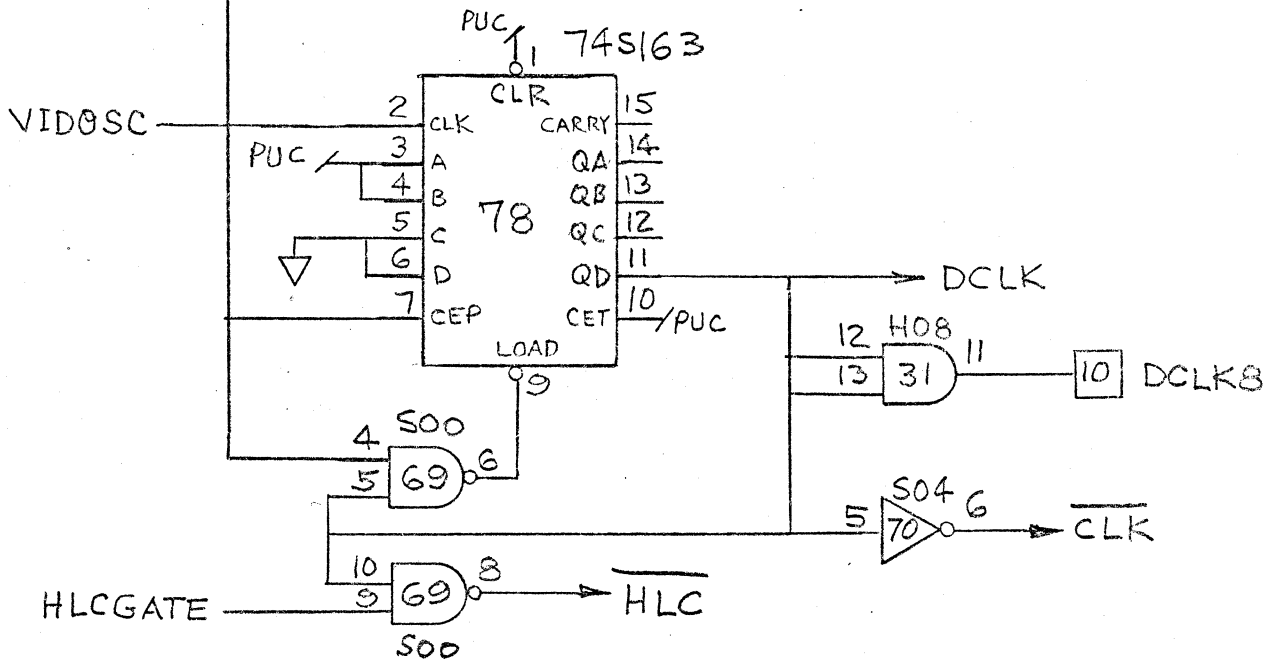 PUC
1
74S163
CLR
VIDOSC
2
CLK
CARRY
15
PUC
3
A
QA
14
4
B
78
QB
13
5
C
QC
12
6
D
QD
11
DCLK
7
CEP
CET
10
PUC
LOAD
9
H08
12
13
31
11
10
DCLK8
S00
4
5
69
6
S04
5
70
6
CLK
10
9
69
8
HLC
HLCGATE
S00